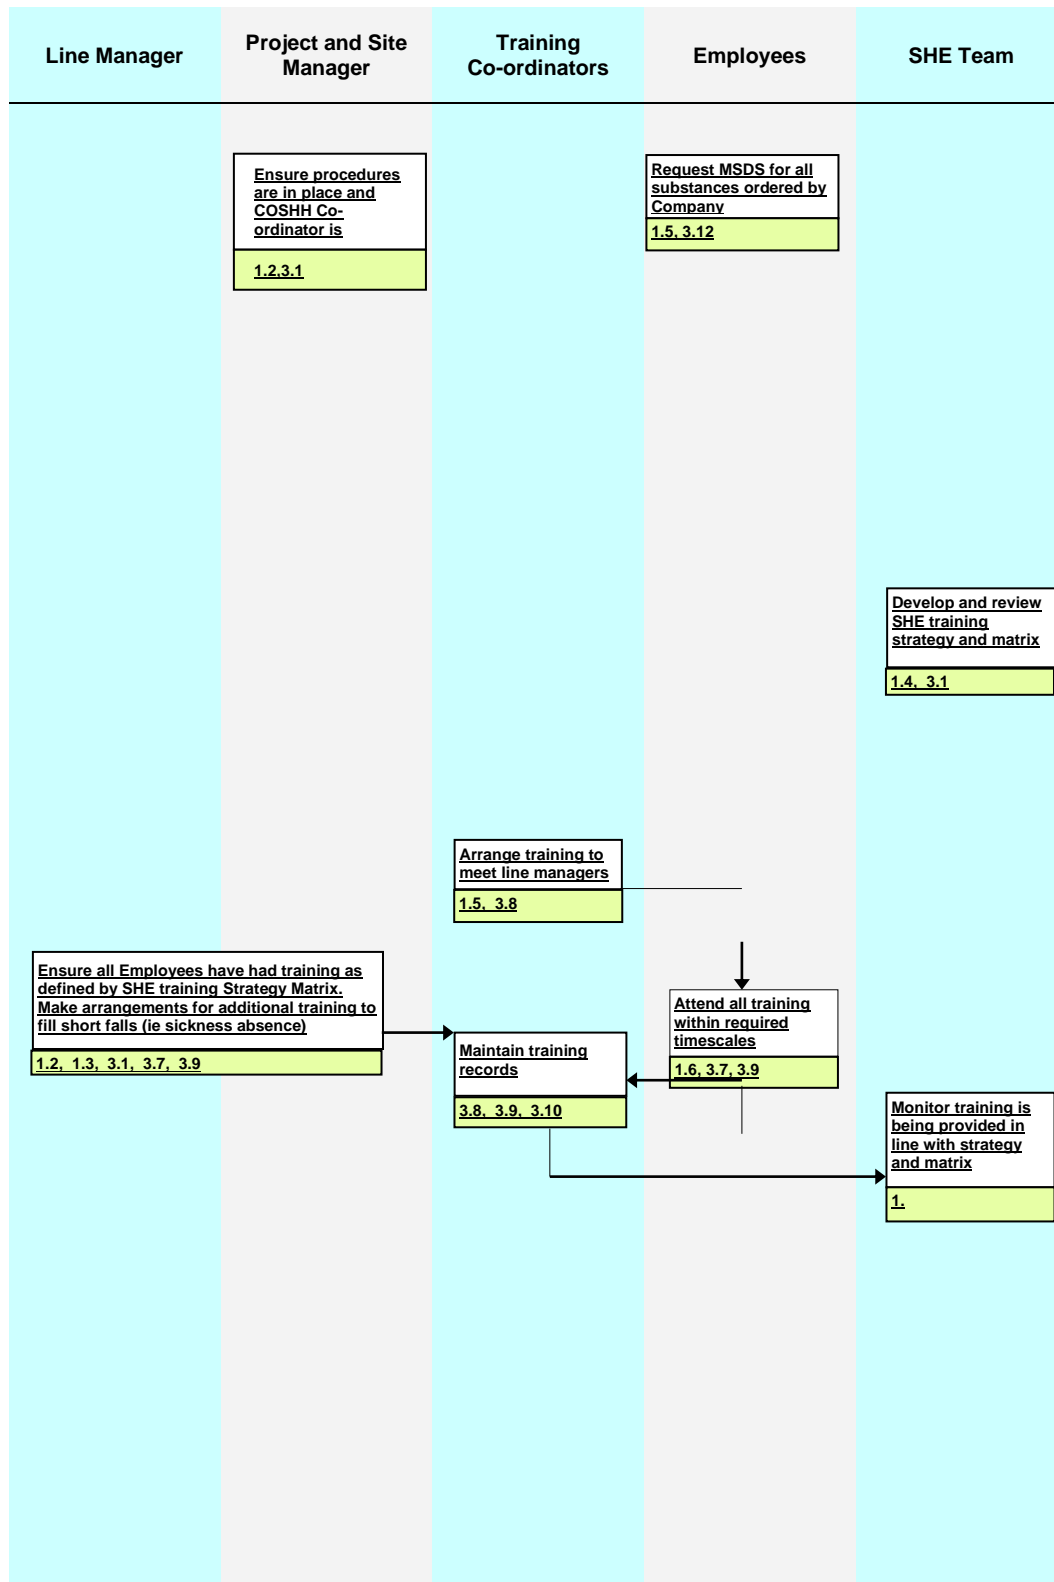 Line Manager
Project and Site
Manager
Training
Co-ordinators
Employees
SHE Team
Ensure procedures
are in place and
COSHH Co-
ordinator is
1.2,3.1
Request MSDS for all
substances ordered by
Company
1.5, 3.12
Develop and review
SHE training
strategy and matrix
1.4, 3.1
Arrange training to
meet line managers
1.5, 3.8
Ensure all Employees have had training as
defined by SHE training Strategy Matrix.
Make arrangements for additional training to
fill short falls (ie sickness absence)
1.2, 1.3, 3.1, 3.7, 3.9
Attend all training
within required
timescales
1.6, 3.7, 3.9
Maintain training
records
3.8, 3.9, 3.10
Monitor training is
being provided in
line with strategy
and matrix
1.